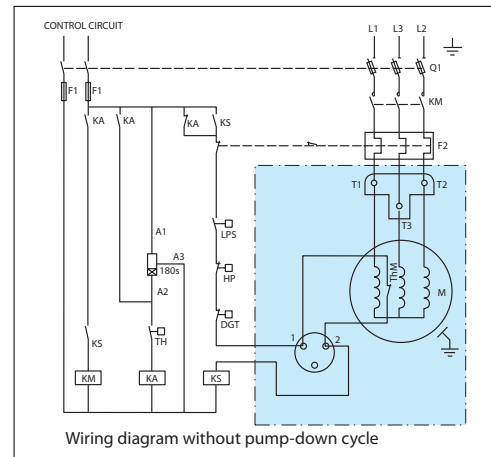 CONTROL CIRCUIT
L1 L3 L2
Q1
F1 F1
KM
KA KA KA KS
F2
T1 T2
T3
A1
LPS
A3
180s
HP
ThM
M
A2
DGT
TH
1 2
KS
KM KA KS
Wiring diagram without pump-down cycle